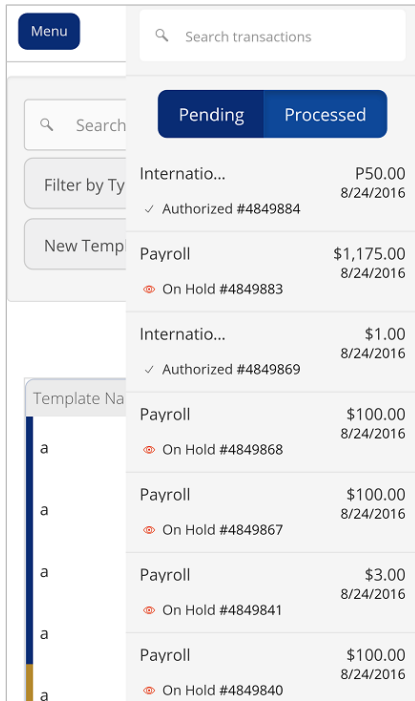 Menu
Search transactions
Search
Pending Processed
Filter by Ty
New Temp
Template Na
a
a
a
a
a
Internatio... P50.00
8/24/2016
Authorized #4849884
Payroll $1,175.00
8/24/2016
On Hold #4849883
Internatio... $1.00
8/24/2016
Authorized #4849869
Payroll $100.00
8/24/2016
On Hold #4849868
Payroll $100.00
8/24/2016
On Hold #4849867
Payroll $3.00
8/24/2016
On Hold #4849841
Payroll $100.00
8/24/2016
On Hold #4849840